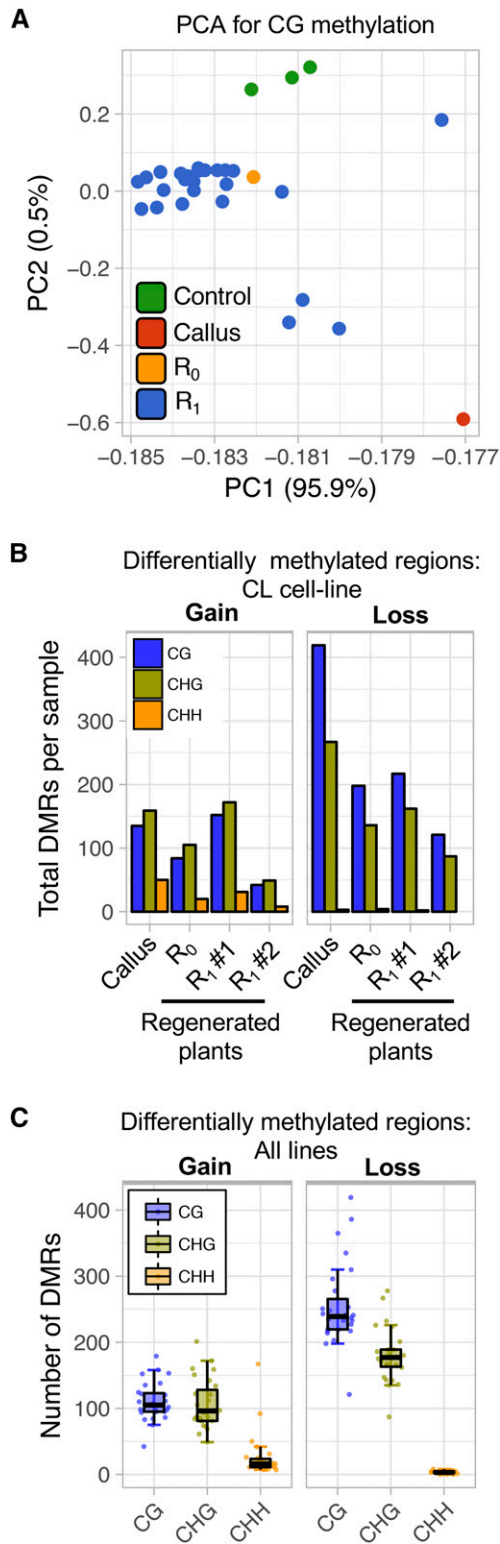 A
PCA for CG methylation
PC2 (0.5%)
0.2
0.0
−0.2
−0.4
−0.6
Control
Callus
R0
R1
−0.185
−0.183
−0.181
−0.179
−0.177
PC1 (95.9%)
B
Differentially methylated regions:
CL cell-line
Gain
Loss
Total DMRs per sample
400
300
200
100
0
CG
CHG
CHH
Callus
R0
R1 #1
R1 #2
Callus
R0
R1 #1
R1 #2
Regenerated
plants
Regenerated
plants
C
Differentially methylated regions:
All lines
Gain
Loss
Number of DMRs
400
300
200
100
0
CG
CHG
CHH
CG
CHG
CHH
CG
CHG
CHH